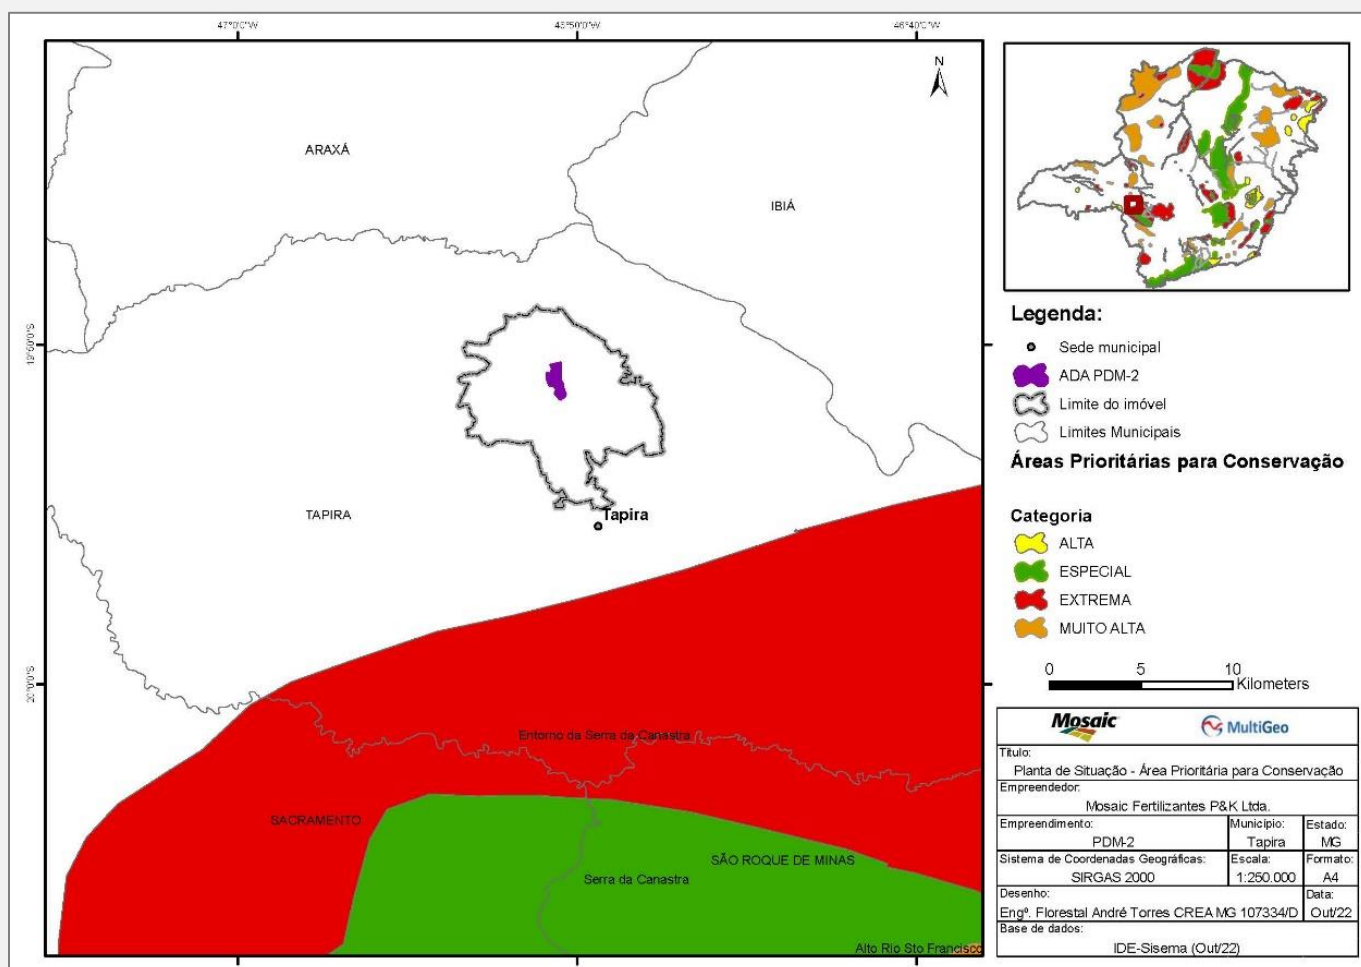 47°0'0"W
46°50'0"W
46°40'0"W
N
ARAXÁ
IBIÁ
19°50'0"S
TAPIRA
Tapira
20°0'0"S
Entorno da Serra da Canastra
SACRAMENTO
SÃO ROQUE DE MINAS
Serra da Canastra
Alto Rio Sto Francisco
Legenda:
Sede municipal
ADA PDM-2
Limite do imóvel
Limites Municipais
Áreas Prioritárias para Conservação
Categoria
ALTA
ESPECIAL
EXTREMA
MUITO ALTA
0 5 10
Kilometers
Mosaic MultiGeo
Título:
Planta de Situação - Área Prioritária para Conservação
Empreendedor:
Mosaic Fertilizantes P&K Ltda.
Empreendimento: Município: Estado:
PDM-2 Tapira MG
Sistema de Coordenadas Geográficas: Escala: Formato:
SIRGAS 2000 1:250.000 A4
Desenho: Data:
Engº. Florestal André Torres CREA MG 107334/D Out/22
Base de dados:
IDE-Sisema (Out/22)